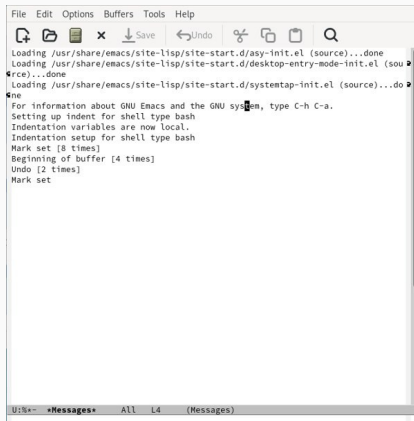 File Edit Options Buffers Tools Help
Save Undo
Loading /usr/share/emacs/site-lisp/site-start.d/asy-init.el (source)...done
Loading /usr/share/emacs/site-lisp/site-start.d/desktop-entry-mode-init.el (sou
rce)...done
Loading /usr/share/emacs/site-lisp/site-start.d/systemtap-init.el (source)...do
ne
For information about GNU Emacs and the GNU system, type C-h C-a.
Setting up indent for shell type bash
Indentation variables are now local.
Indentation setup for shell type bash
Mark set [8 times]
Beginning of buffer [4 times]
Undo [2 times]
Mark set
U:%*- *Messages* All L4 (Messages)